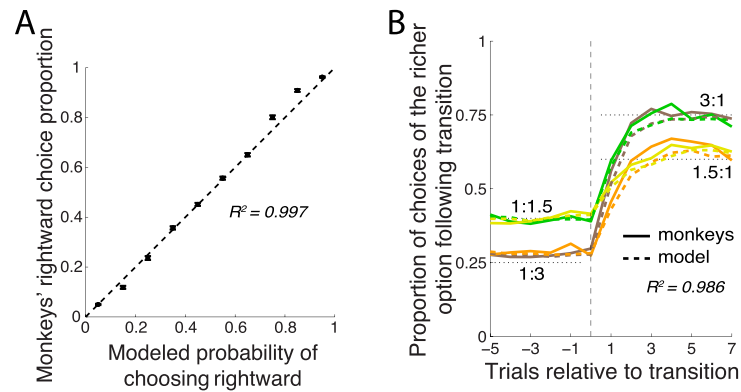 A
Monkeys' rightward choice proportion
1
0.8
0.6
0.4
0.2
0
R² = 0.997
0 0.2 0.4 0.6 0.8 1
Modeled probability of
choosing rightward
B
Proportion of choices of the richer
option following transition
1
0.75
0.5
0.25
0
3:1
1.5:1
1:1.5
1:3
monkeys
model
R² = 0.986
−5 −3 −1 1 3 5 7
Trials relative to transition